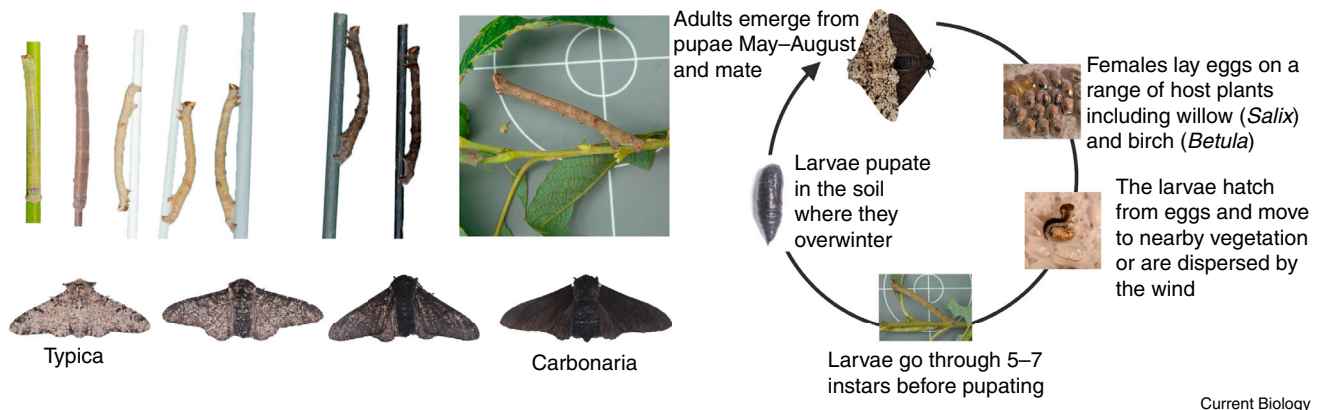 Typica
Carbonaria
Adults emerge from
pupae May–August
and mate
Females lay eggs on a
range of host plants
including willow (Salix)
and birch (Betula)
The larvae hatch
from eggs and move
to nearby vegetation
or are dispersed by
the wind
Larvae go through 5–7
instars before pupating
Larvae pupate
in the soil
where they
overwinter
Current Biology